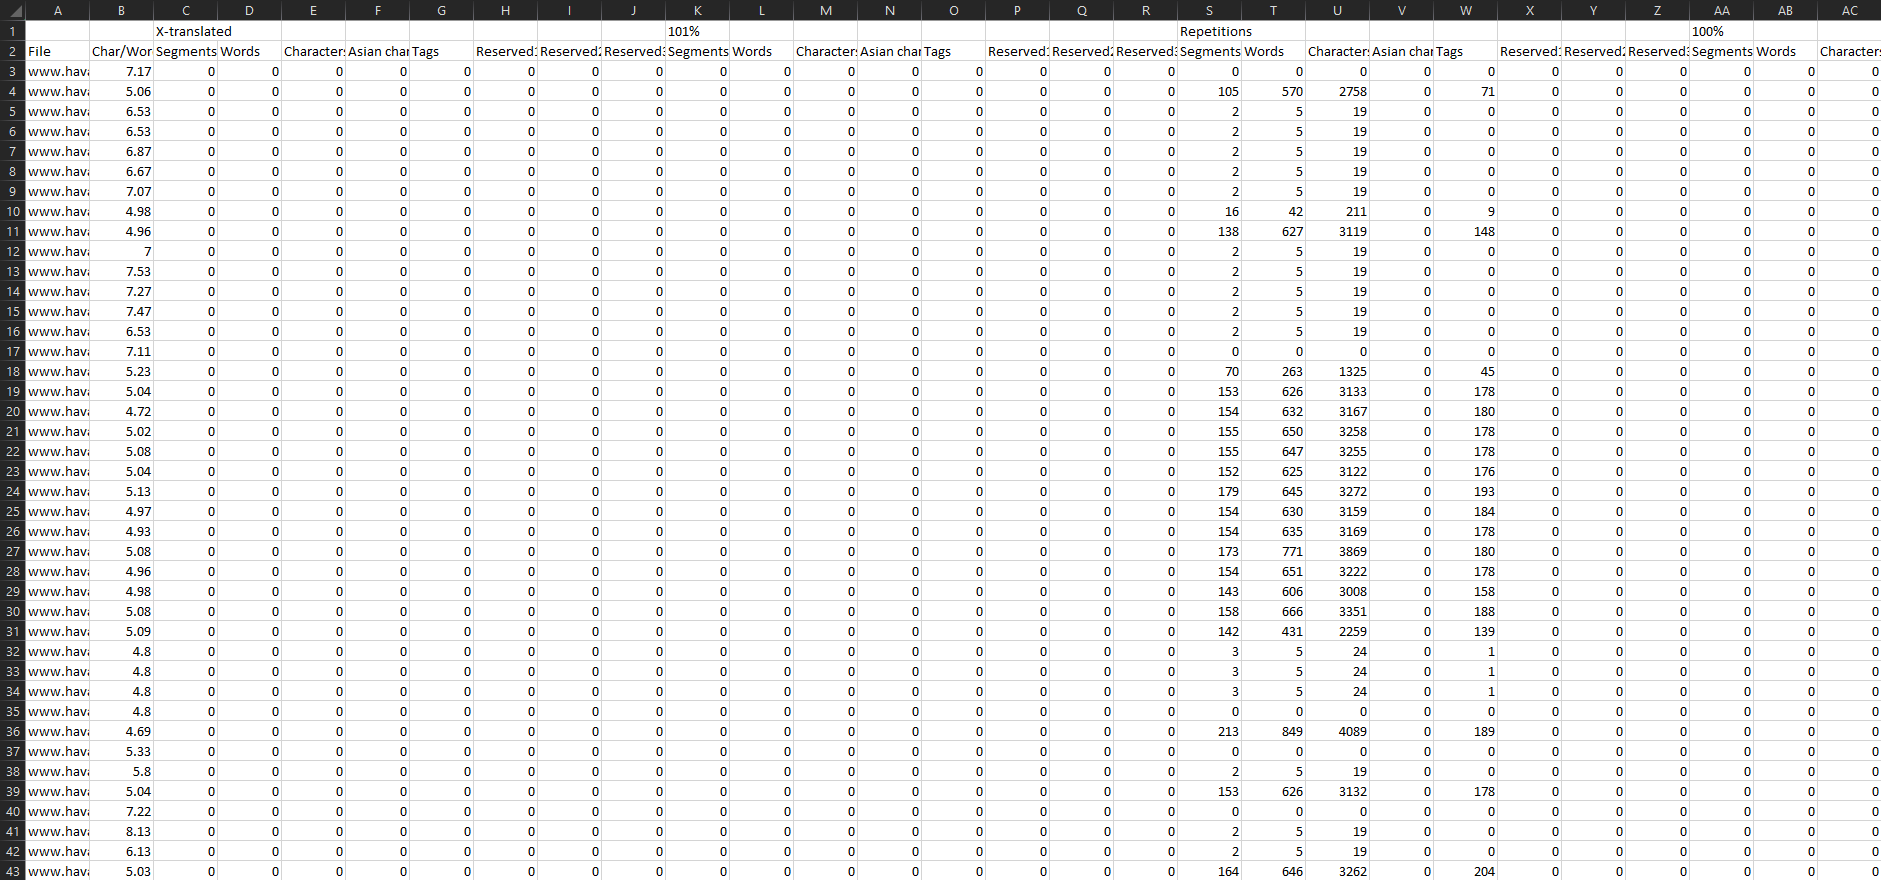 A B C D E F G H I J K L M N O P Q R S T U V W X Y Z AA AB AC
1 X-translated 101% Repetitions 100%
2 File Char/Wor Segments Words Characters Asian char Tags Reserved1 Reserved2 Reserved3 Segments Words Characters Asian char Tags Reserved1 Reserved2 Reserved3 Segments Words Characters Asian char Tags Reserved1 Reserved2 Reserved3 Segments Words Characters
3 www.hava 7.17 0 0 0 0 0 0 0 0 0 0 0 0 0 0 0 0 0 0 0 0 0 0 0 0 0 0 0
4 www.hava 5.06 0 0 0 0 0 0 0 0 0 0 0 0 0 0 0 0 105 570 2758 0 71 0 0 0 0 0 0
5 www.hava 6.53 0 0 0 0 0 0 0 0 0 0 0 0 0 0 0 0 2 5 19 0 0 0 0 0 0 0 0
6 www.hava 6.53 0 0 0 0 0 0 0 0 0 0 0 0 0 0 0 0 2 5 19 0 0 0 0 0 0 0 0
7 www.hava 6.87 0 0 0 0 0 0 0 0 0 0 0 0 0 0 0 0 2 5 19 0 0 0 0 0 0 0 0
8 www.hava 6.67 0 0 0 0 0 0 0 0 0 0 0 0 0 0 0 0 2 5 19 0 0 0 0 0 0 0 0
9 www.hava 7.07 0 0 0 0 0 0 0 0 0 0 0 0 0 0 0 0 2 5 19 0 0 0 0 0 0 0 0
10 www.hava 4.98 0 0 0 0 0 0 0 0 0 0 0 0 0 0 0 0 16 42 211 0 9 0 0 0 0 0 0
11 www.hava 4.96 0 0 0 0 0 0 0 0 0 0 0 0 0 0 0 0 138 627 3119 0 148 0 0 0 0 0 0
12 www.hava 7 0 0 0 0 0 0 0 0 0 0 0 0 0 0 0 0 2 5 19 0 0 0 0 0 0 0 0
13 www.hava 7.53 0 0 0 0 0 0 0 0 0 0 0 0 0 0 0 0 2 5 19 0 0 0 0 0 0 0 0
14 www.hava 7.27 0 0 0 0 0 0 0 0 0 0 0 0 0 0 0 0 2 5 19 0 0 0 0 0 0 0 0
15 www.hava 7.47 0 0 0 0 0 0 0 0 0 0 0 0 0 0 0 0 2 5 19 0 0 0 0 0 0 0 0
16 www.hava 6.53 0 0 0 0 0 0 0 0 0 0 0 0 0 0 0 0 2 5 19 0 0 0 0 0 0 0 0
17 www.hava 7.11 0 0 0 0 0 0 0 0 0 0 0 0 0 0 0 0 0 0 0 0 0 0 0 0 0 0 0
18 www.hava 5.23 0 0 0 0 0 0 0 0 0 0 0 0 0 0 0 0 70 263 1325 0 45 0 0 0 0 0 0
19 www.hava 5.04 0 0 0 0 0 0 0 0 0 0 0 0 0 0 0 0 153 626 3133 0 178 0 0 0 0 0 0
20 www.hava 4.72 0 0 0 0 0 0 0 0 0 0 0 0 0 0 0 0 154 632 3167 0 180 0 0 0 0 0 0
21 www.hava 5.02 0 0 0 0 0 0 0 0 0 0 0 0 0 0 0 0 155 650 3258 0 178 0 0 0 0 0 0
22 www.hava 5.08 0 0 0 0 0 0 0 0 0 0 0 0 0 0 0 0 155 647 3255 0 178 0 0 0 0 0 0
23 www.hava 5.04 0 0 0 0 0 0 0 0 0 0 0 0 0 0 0 0 152 625 3122 0 176 0 0 0 0 0 0
24 www.hava 5.13 0 0 0 0 0 0 0 0 0 0 0 0 0 0 0 0 179 645 3272 0 193 0 0 0 0 0 0
25 www.hava 4.97 0 0 0 0 0 0 0 0 0 0 0 0 0 0 0 0 154 630 3159 0 184 0 0 0 0 0 0
26 www.hava 4.93 0 0 0 0 0 0 0 0 0 0 0 0 0 0 0 0 154 635 3169 0 178 0 0 0 0 0 0
27 www.hava 5.08 0 0 0 0 0 0 0 0 0 0 0 0 0 0 0 0 173 771 3869 0 180 0 0 0 0 0 0
28 www.hava 4.96 0 0 0 0 0 0 0 0 0 0 0 0 0 0 0 0 154 651 3222 0 178 0 0 0 0 0 0
29 www.hava 4.98 0 0 0 0 0 0 0 0 0 0 0 0 0 0 0 0 143 606 3008 0 158 0 0 0 0 0 0
30 www.hava 5.08 0 0 0 0 0 0 0 0 0 0 0 0 0 0 0 0 158 666 3351 0 188 0 0 0 0 0 0
31 www.hava 5.09 0 0 0 0 0 0 0 0 0 0 0 0 0 0 0 0 142 431 2259 0 139 0 0 0 0 0 0
32 www.hava 4.8 0 0 0 0 0 0 0 0 0 0 0 0 0 0 0 0 3 5 24 0 1 0 0 0 0 0 0
33 www.hava 4.8 0 0 0 0 0 0 0 0 0 0 0 0 0 0 0 0 3 5 24 0 1 0 0 0 0 0 0
34 www.hava 4.8 0 0 0 0 0 0 0 0 0 0 0 0 0 0 0 0 3 5 24 0 1 0 0 0 0 0 0
35 www.hava 4.8 0 0 0 0 0 0 0 0 0 0 0 0 0 0 0 0 0 0 0 0 0 0 0 0 0 0 0
36 www.hava 4.69 0 0 0 0 0 0 0 0 0 0 0 0 0 0 0 0 213 849 4089 0 189 0 0 0 0 0 0
37 www.hava 5.33 0 0 0 0 0 0 0 0 0 0 0 0 0 0 0 0 0 0 0 0 0 0 0 0 0 0 0
38 www.hava 5.8 0 0 0 0 0 0 0 0 0 0 0 0 0 0 0 0 2 5 19 0 0 0 0 0 0 0 0
39 www.hava 5.04 0 0 0 0 0 0 0 0 0 0 0 0 0 0 0 0 153 626 3132 0 178 0 0 0 0 0 0
40 www.hava 7.22 0 0 0 0 0 0 0 0 0 0 0 0 0 0 0 0 0 0 0 0 0 0 0 0 0 0 0
41 www.hava 8.13 0 0 0 0 0 0 0 0 0 0 0 0 0 0 0 0 2 5 19 0 0 0 0 0 0 0 0
42 www.hava 6.13 0 0 0 0 0 0 0 0 0 0 0 0 0 0 0 0 2 5 19 0 0 0 0 0 0 0 0
43 www.hava 5.03 0 0 0 0 0 0 0 0 0 0 0 0 0 0 0 0 164 646 3262 0 204 0 0 0 0 0 0